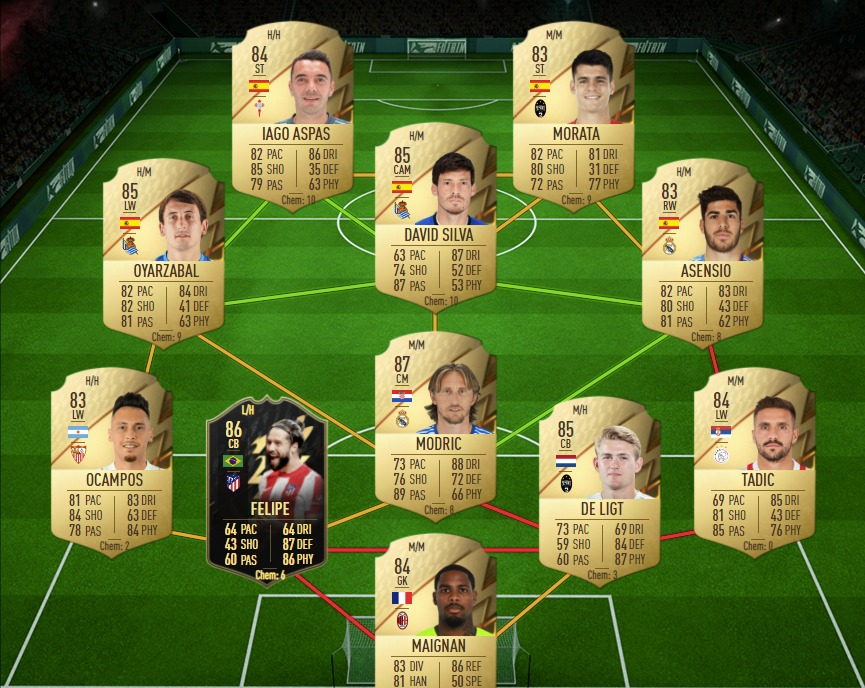 FUTBIN
FUTBIN
H/H
84
ST
IAGO ASPAS
82 PAC 86 DRI
85 SHO 35 DEF
79 PAS 63 PHY
Chem: 10
M/M
83
ST
MORATA
82 PAC 81 DRI
80 SHO 31 DEF
72 PAS 77 PHY
Chem: 9
H/M
85
CAM
DAVID SILVA
63 PAC 87 DRI
74 SHO 52 DEF
87 PAS 53 PHY
Chem: 10
H/M
85
LW
OYARZABAL
82 PAC 84 DRI
82 SHO 41 DEF
81 PAS 63 PHY
Chem: 9
H/M
83
RW
ASENSIO
82 PAC 83 DRI
80 SHO 43 DEF
81 PAS 62 PHY
Chem: 8
M/M
87
CM
MODRIC
73 PAC 88 DRI
76 SHO 72 DEF
89 PAS 66 PHY
Chem: 8
H/H
83
LW
OCAMPOS
81 PAC 83 DRI
84 SHO 63 DEF
78 PAS 84 PHY
Chem: 2
L/H
86
CB
FELIPE
64 PAC 64 DRI
43 SHO 87 DEF
60 PAS 86 PHY
Chem: 6
M/H
85
CB
DE LIGT
73 PAC 69 DRI
59 SHO 84 DEF
60 PAS 87 PHY
Chem: 3
M/M
84
LW
TADIC
69 PAC 85 DRI
81 SHO 43 DEF
85 PAS 76 PHY
Chem: 0
M/M
84
GK
MAIGNAN
83 DIV 86 REF
81 HAN 50 SPE